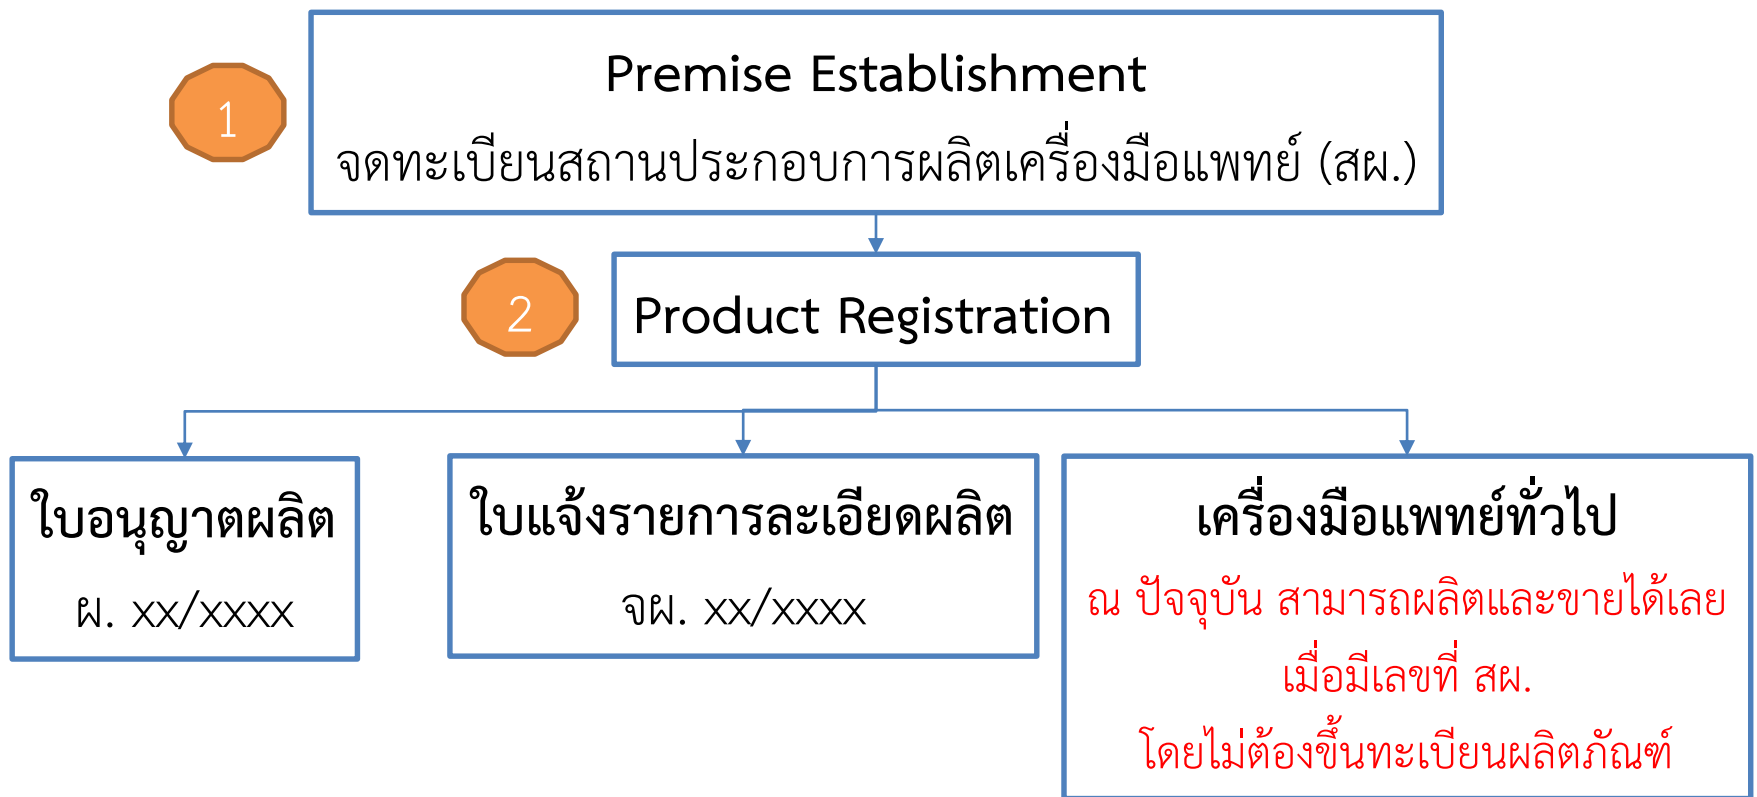 1
Premise Establishment
จดทะเบียนสถานประกอบการผลิตเครื่องมือแพทย์ (สผ.)
2
Product Registration
ใบอนุญาตผลิต
ผ. xx/xxxx
ใบแจ้งรายการละเอียดผลิต
จผ. xx/xxxx
เครื่องมือแพทย์ทั่วไป
ณ ปัจจุบัน สามารถผลิตและขายได้เลย
เมื่อมีเลขที่ สผ.
โดยไม่ต้องขึ้นทะเบียนผลิตภัณฑ์